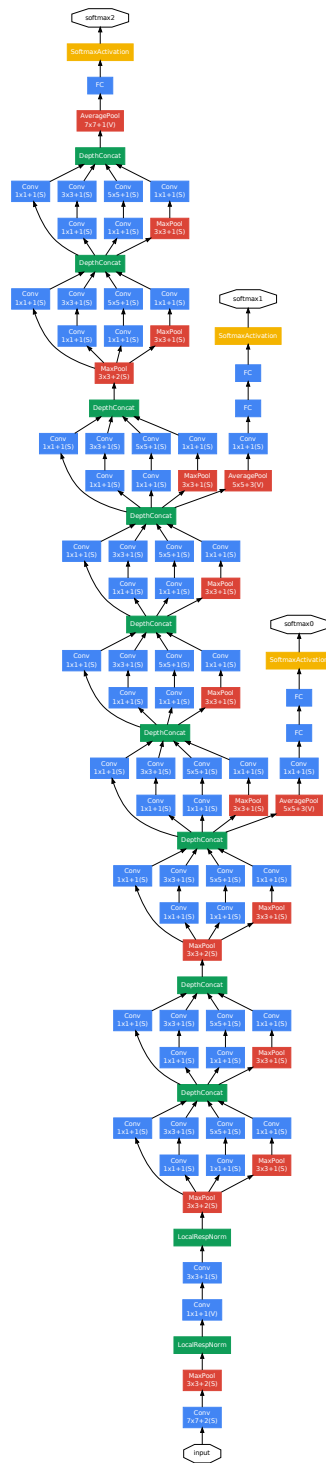 softmax2
SoftmaxActivation
FC
AveragePool
7x7+1(V)
DepthConcat
Conv Conv Conv Conv
1x1+1(S) 3x3+1(S) 5x5+1(S) 1x1+1(S)
Conv Conv MaxPool
1x1+1(S) 1x1+1(S) 3x3+1(S)
DepthConcat
Conv Conv Conv Conv
1x1+1(S) 3x3+1(S) 5x5+1(S) 1x1+1(S)
softmax1
Conv Conv MaxPool
1x1+1(S) 1x1+1(S) 3x3+1(S)
SoftmaxActivation
MaxPool
3x3+2(S)
FC
DepthConcat
FC
Conv Conv Conv Conv Conv
1x1+1(S) 3x3+1(S) 5x5+1(S) 1x1+1(S) 1x1+1(S)
Conv Conv MaxPool AveragePool
1x1+1(S) 1x1+1(S) 3x3+1(S) 5x5+3(V)
DepthConcat
Conv Conv Conv Conv
1x1+1(S) 3x3+1(S) 5x5+1(S) 1x1+1(S)
Conv Conv MaxPool
1x1+1(S) 1x1+1(S) 3x3+1(S)
DepthConcat
softmax0
Conv Conv Conv Conv
1x1+1(S) 3x3+1(S) 5x5+1(S) 1x1+1(S)
SoftmaxActivation
Conv Conv MaxPool
1x1+1(S) 1x1+1(S) 3x3+1(S)
FC
DepthConcat
FC
Conv Conv Conv Conv Conv
1x1+1(S) 3x3+1(S) 5x5+1(S) 1x1+1(S) 1x1+1(S)
Conv Conv MaxPool AveragePool
1x1+1(S) 1x1+1(S) 3x3+1(S) 5x5+3(V)
DepthConcat
Conv Conv Conv Conv
1x1+1(S) 3x3+1(S) 5x5+1(S) 1x1+1(S)
Conv Conv MaxPool
1x1+1(S) 1x1+1(S) 3x3+1(S)
MaxPool
3x3+2(S)
DepthConcat
Conv Conv Conv Conv
1x1+1(S) 3x3+1(S) 5x5+1(S) 1x1+1(S)
Conv Conv MaxPool
1x1+1(S) 1x1+1(S) 3x3+1(S)
DepthConcat
Conv Conv Conv Conv
1x1+1(S) 3x3+1(S) 5x5+1(S) 1x1+1(S)
Conv Conv MaxPool
1x1+1(S) 1x1+1(S) 3x3+1(S)
MaxPool
3x3+2(S)
LocalRespNorm
Conv
3x3+1(S)
Conv
1x1+1(V)
LocalRespNorm
MaxPool
3x3+2(S)
Conv
7x7+2(S)
input